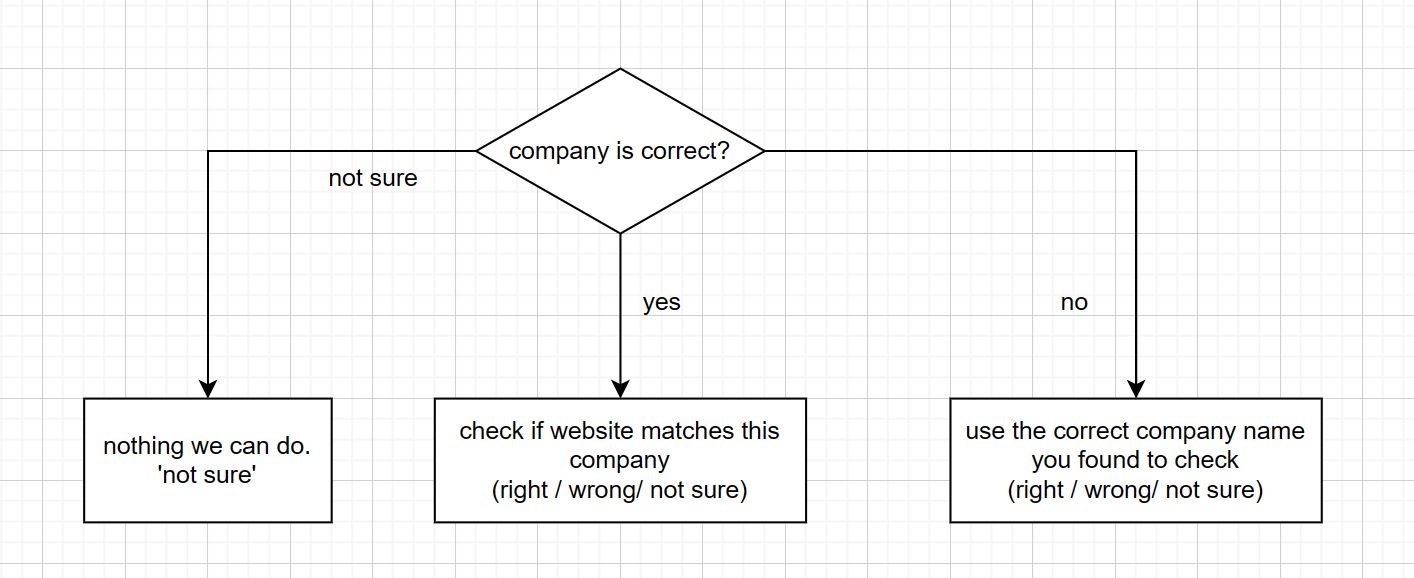 company is correct?
not sure
yes
no
nothing we can do.
'not sure'
check if website matches this
company
(right / wrong/ not sure)
use the correct company name
you found to check
(right / wrong/ not sure)